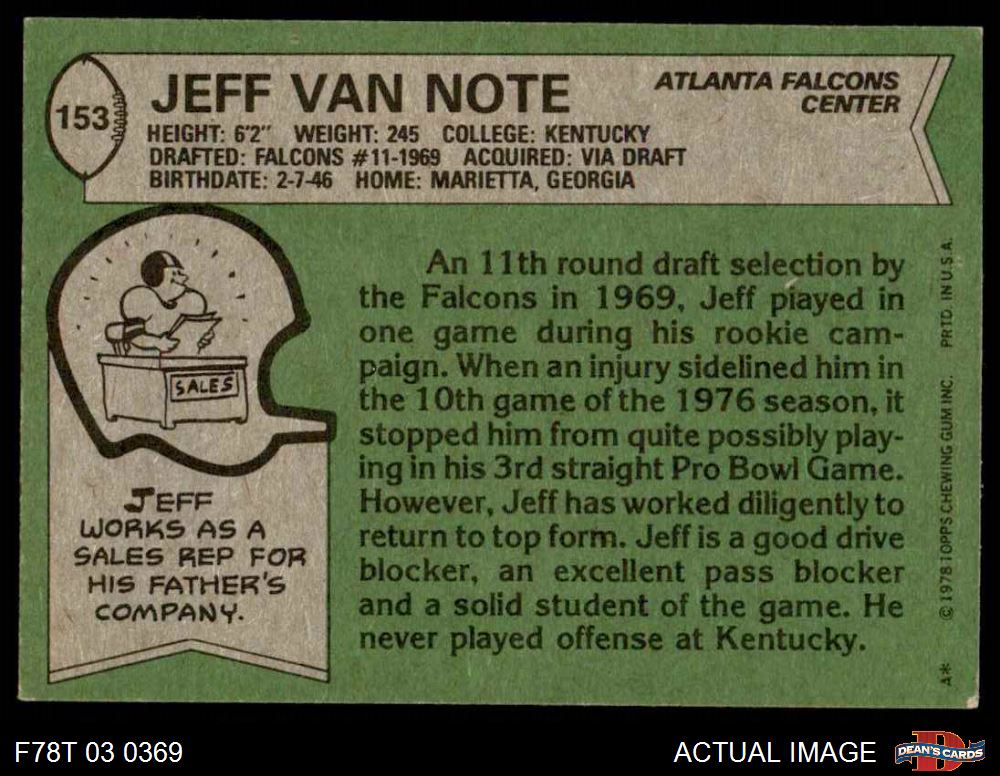 153
JEFF VAN NOTE
ATLANTA FALCONS
CENTER
HEIGHT: 6'2" WEIGHT: 245 COLLEGE: KENTUCKY
DRAFTED: FALCONS #11-1969 ACQUIRED: VIA DRAFT
BIRTHDATE: 2-7-46 HOME: MARIETTA, GEORGIA
SALES
JEFF
WORKS AS A
SALES REP FOR
HIS FATHER'S
COMPANY.
An 11th round draft selection by
the Falcons in 1969, Jeff played in
one game during his rookie cam-
paign. When an injury sidelined him in
the 10th game of the 1976 season, it
stopped him from quite possibly play-
ing in his 3rd straight Pro Bowl Game.
However, Jeff has worked diligently to
return to top form. Jeff is a good drive
blocker, an excellent pass blocker
and a solid student of the game. He
never played offense at Kentucky.
A* © 1978 TOPPS CHEWING GUM INC. PRTD. IN U.S.A.
F78T 03 0369
ACTUAL IMAGE
DEAN'S CARDS